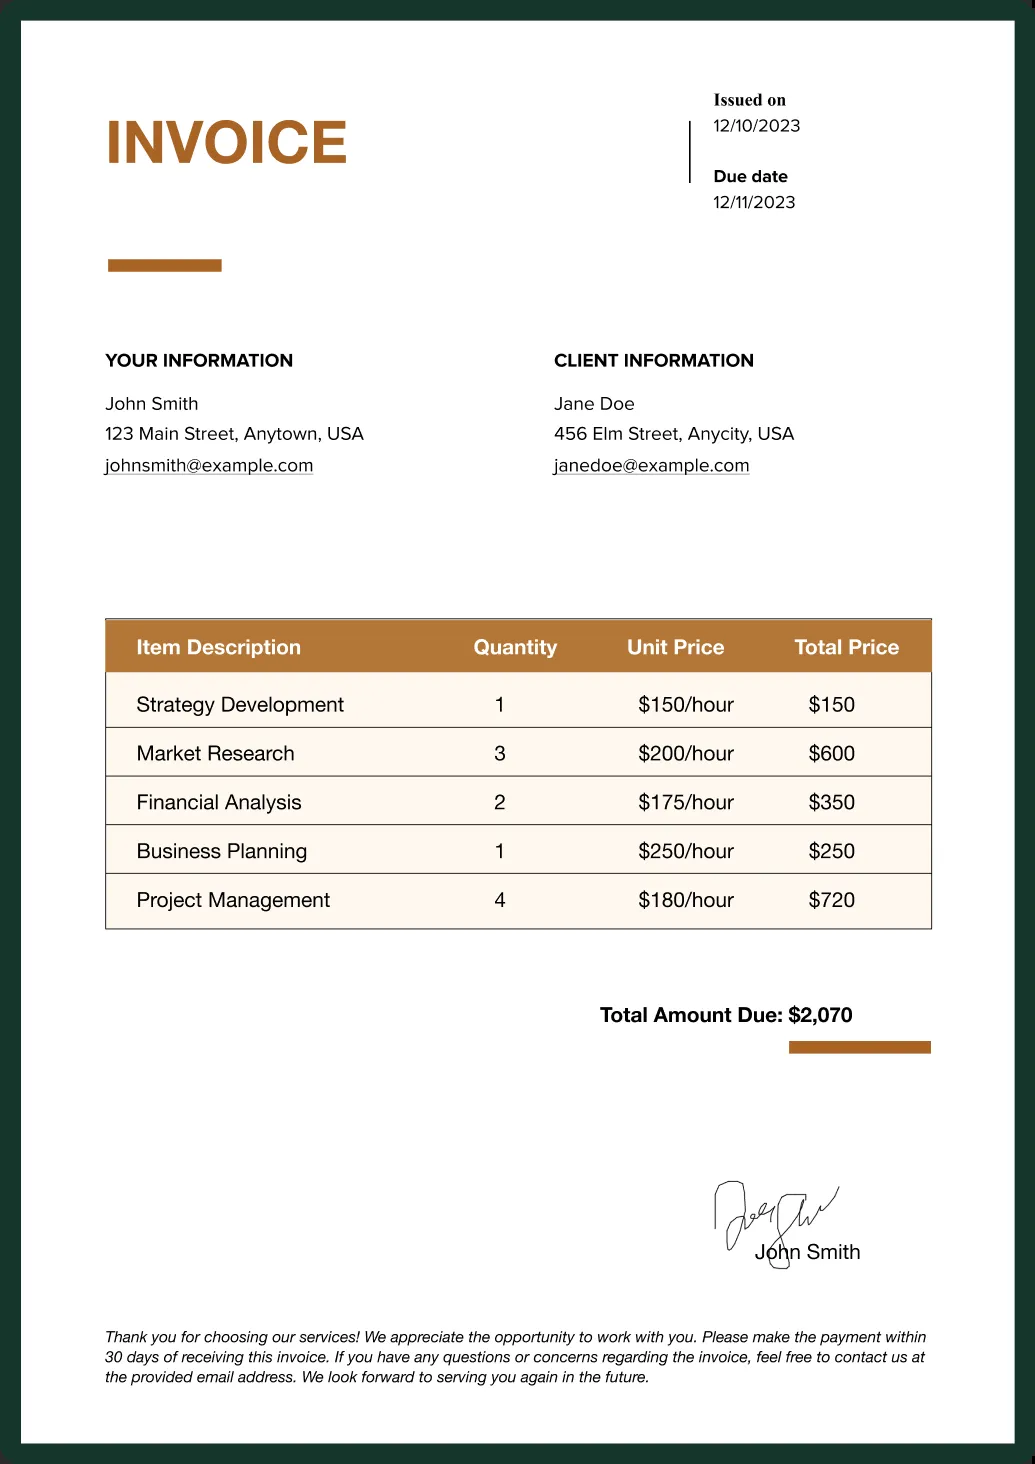 INVOICE
Issued on
12/10/2023
Due date
12/11/2023
YOUR INFORMATION
John Smith
123 Main Street, Anytown, USA
johnsmith@example.com
CLIENT INFORMATION
Jane Doe
456 Elm Street, Anycity, USA
janedoe@example.com
Item Description Quantity Unit Price Total Price
Strategy Development 1 $150/hour $150
Market Research 3 $200/hour $600
Financial Analysis 2 $175/hour $350
Business Planning 1 $250/hour $250
Project Management 4 $180/hour $720
Total Amount Due: $2,070
John Smith
Thank you for choosing our services! We appreciate the opportunity to work with you. Please make the payment within
30 days of receiving this invoice. If you have any questions or concerns regarding the invoice, feel free to contact us at
the provided email address. We look forward to serving you again in the future.